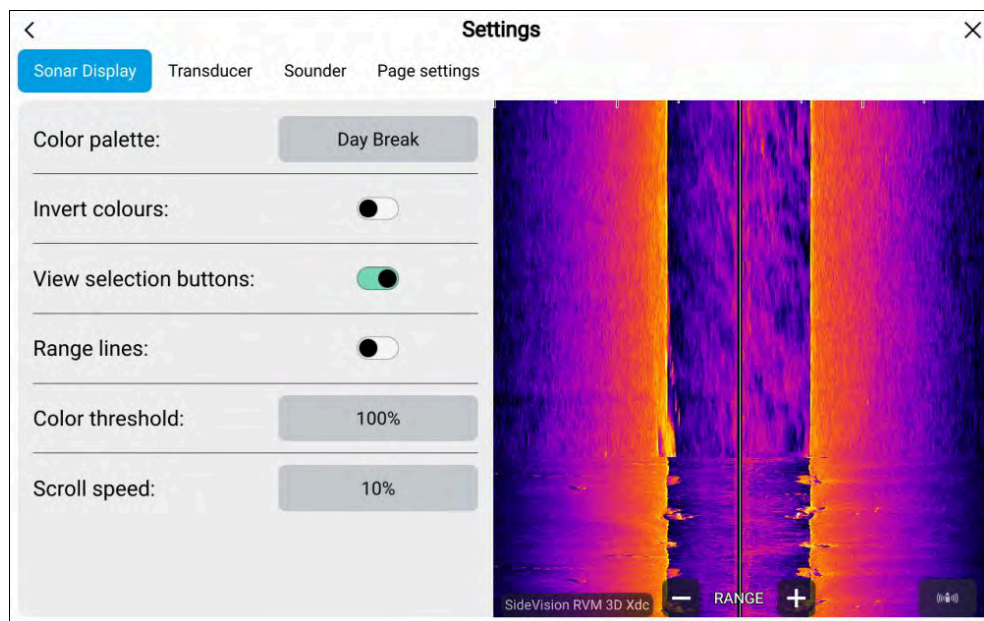 Settings
Sonar Display Transducer Sounder Page settings
Color palette: Day Break
Invert colours:
View selection buttons:
Range lines:
Color threshold: 100%
Scroll speed: 10%
SideVision RVM 3D Xdc
RANGE